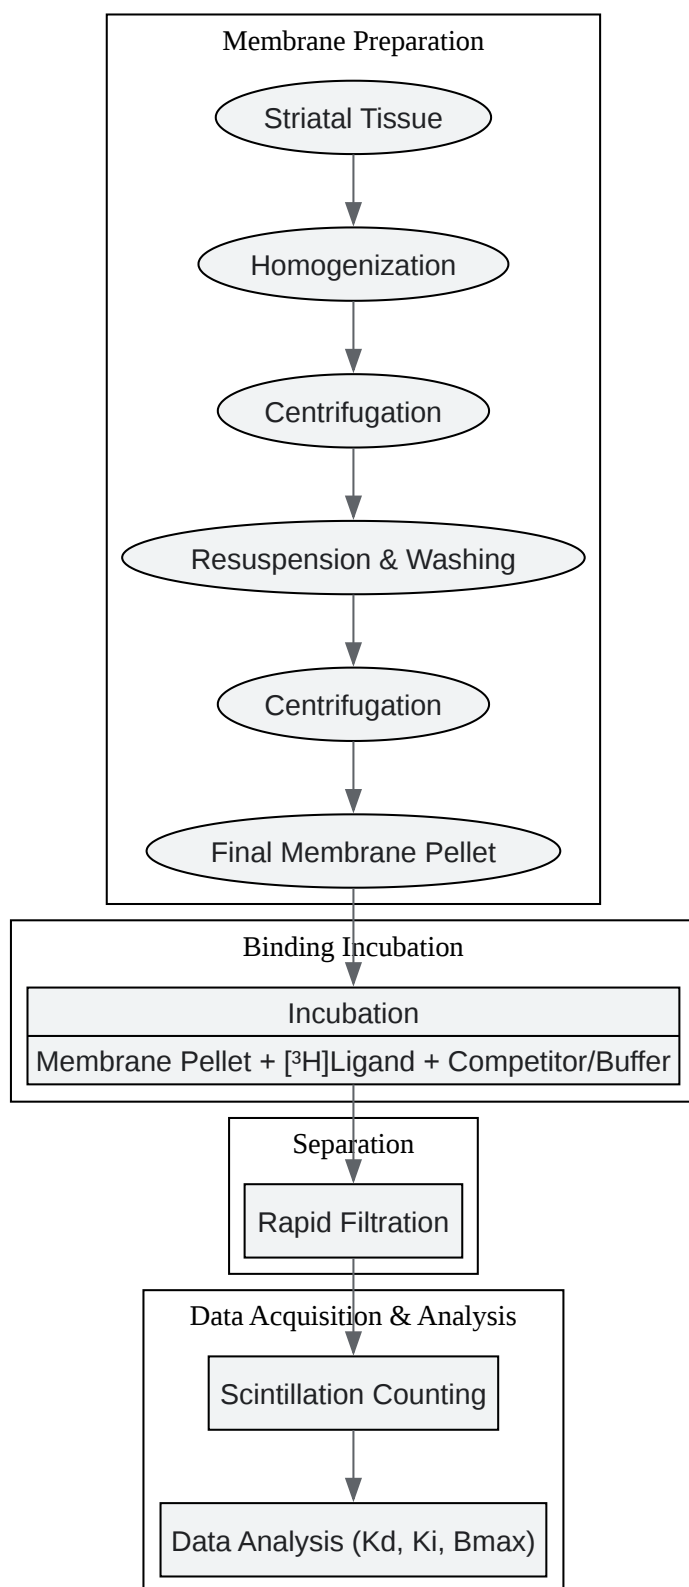 Membrane Preparation
Striatal Tissue
Homogenization
Centrifugation
Resuspension & Washing
Centrifugation
Final Membrane Pellet
Binding Incubation
Incubation
Membrane Pellet + [³H]Ligand + Competitor/Buffer
Separation
Rapid Filtration
Data Acquisition & Analysis
Scintillation Counting
Data Analysis (Kd, Ki, Bmax)